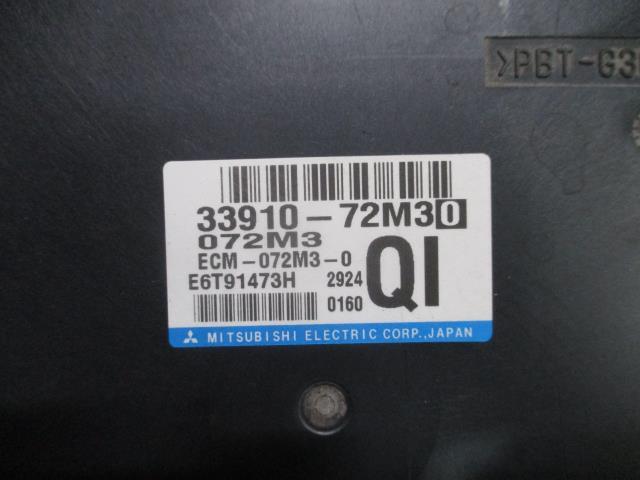 >PBT-G3
33910-72M30
072M3
ECM-072M3-0
QI
E6T91473H 2924
0160
MITSUBISHI ELECTRIC CORP., JAPAN